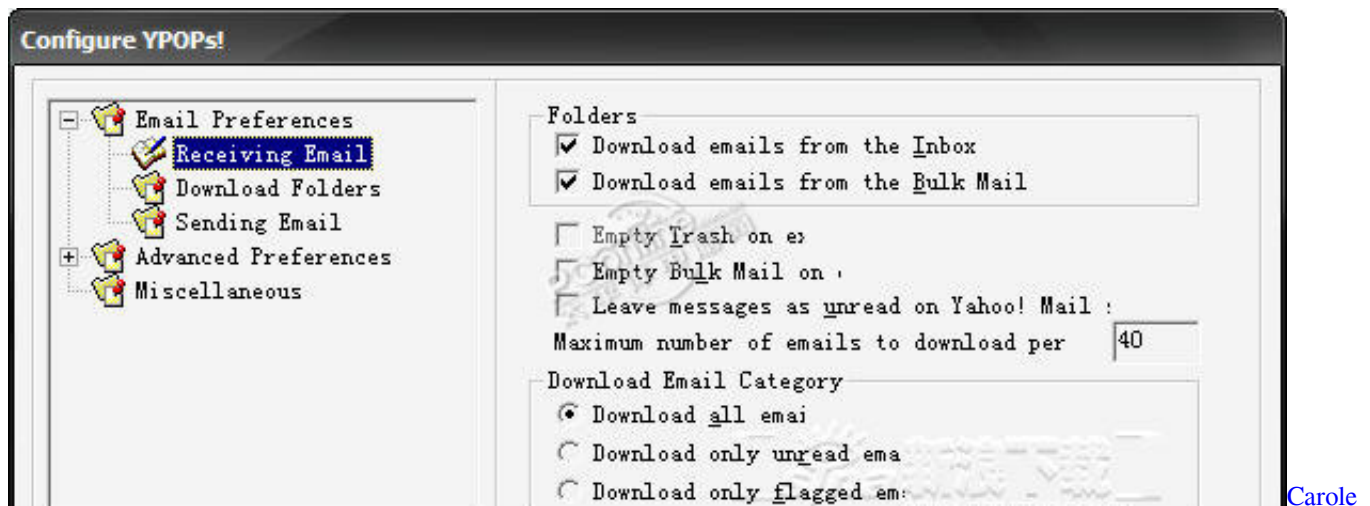 Configure YPOPs!
Email Preferences
Receiving Email
Download Folders
Sending Email
Advanced Preferences
Miscellaneous
Folders
Download emails from the Inbox
Download emails from the Bulk Mail
Empty Trash on
Empty Bulk Mail on
Leave messages as unread on Yahoo! Mail
Maximum number of emails to download per 40
Download Email Category
Download all emai
Download only unread ema
Download only flagged em
Carole